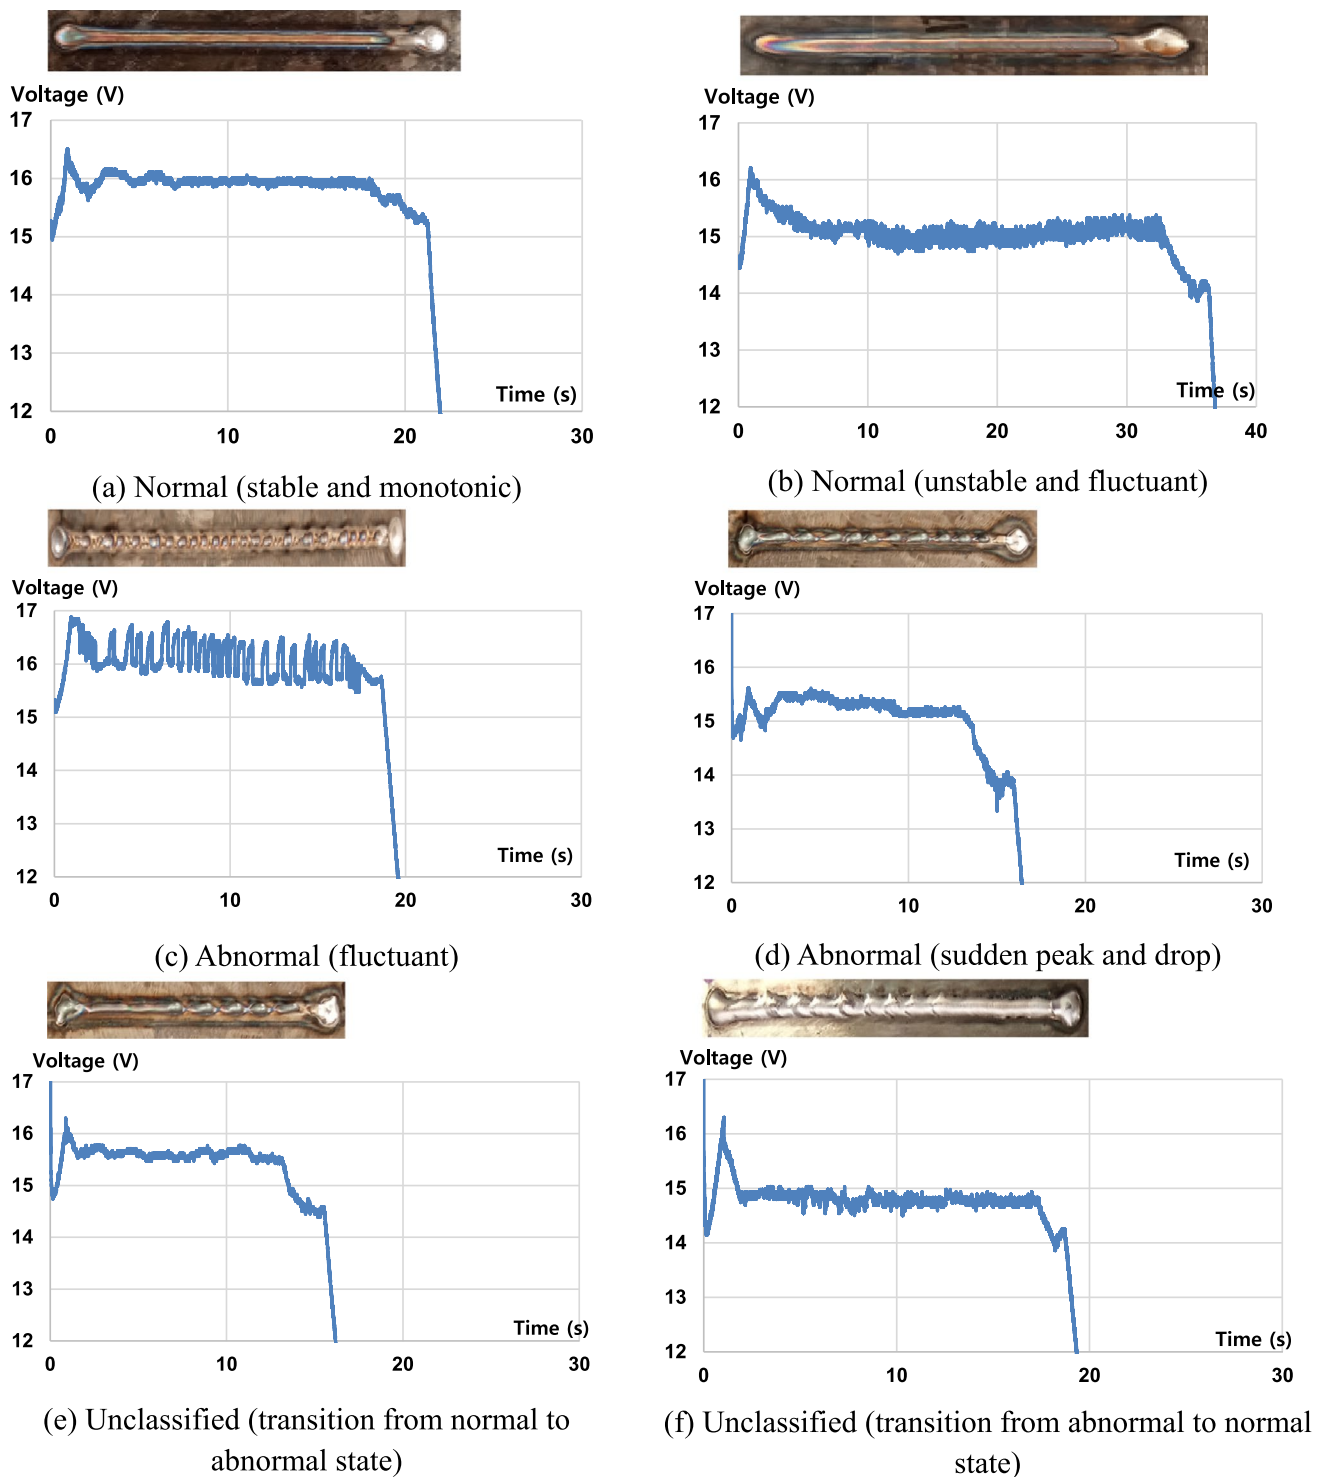 Voltage (V)
17
16
15
14
13
12
Time (s)
0 10 20 30
(a) Normal (stable and monotonic)
Voltage (V)
17
16
15
14
13
12
Time (s)
0 10 20 30 40
(b) Normal (unstable and fluctuant)
Voltage (V)
17
16
15
14
13
12
Time (s)
0 10 20 30
(c) Abnormal (fluctuant)
Voltage (V)
17
16
15
14
13
12
Time (s)
0 10 20 30
(d) Abnormal (sudden peak and drop)
Voltage (V)
17
16
15
14
13
12
Time (s)
0 10 20 30
(e) Unclassified (transition from normal to
abnormal state)
Voltage (V)
17
16
15
14
13
12
Time (s)
0 10 20 30
(f) Unclassified (transition from abnormal to normal
state)